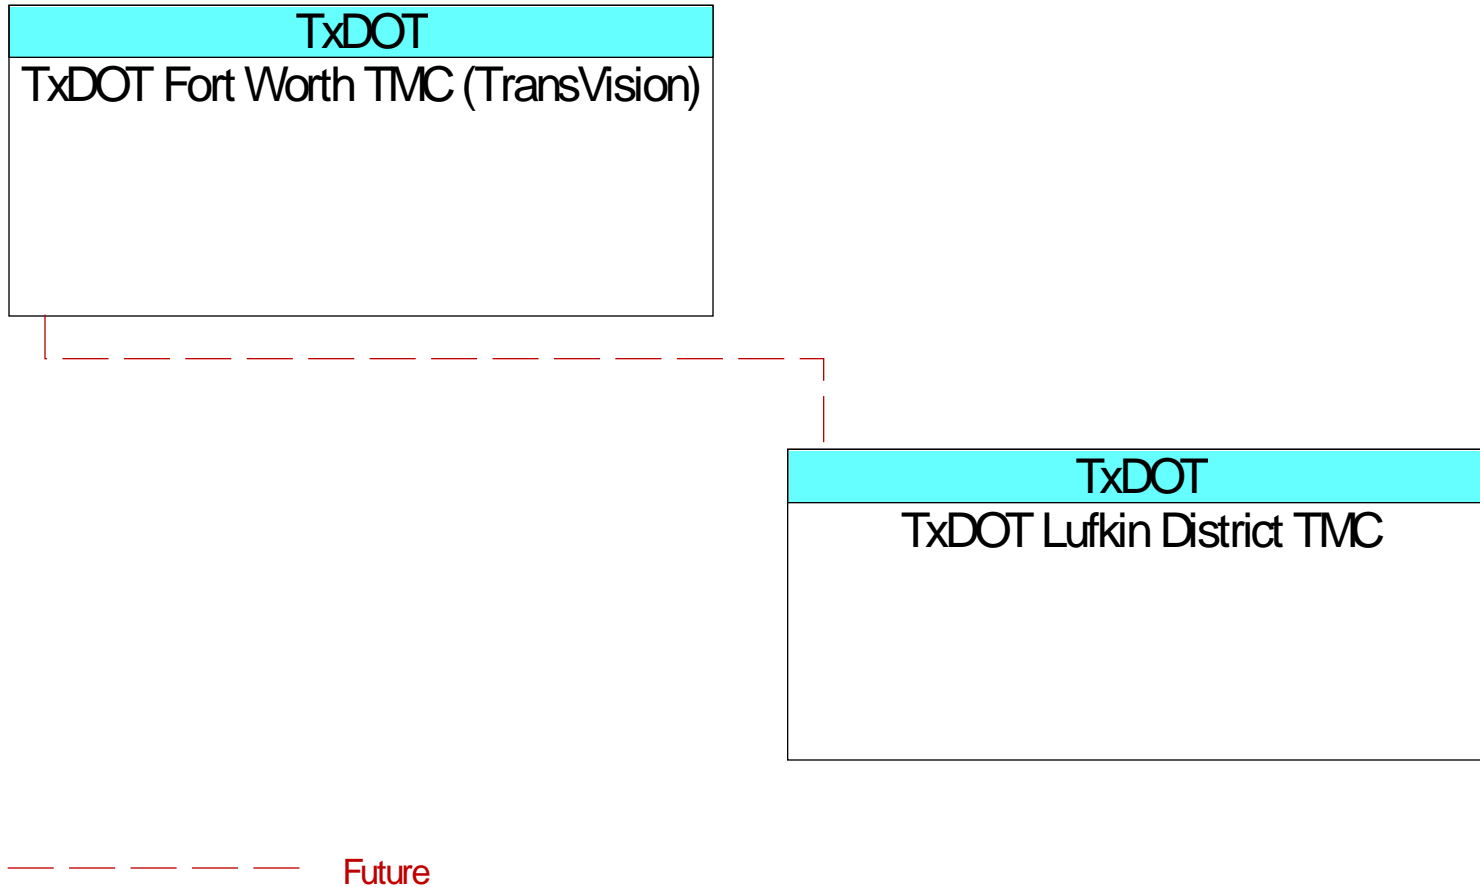 TxDOT
TxDOT Fort Worth TMC (TransVision)
TxDOT
TxDOT Lufkin District TMC
Future